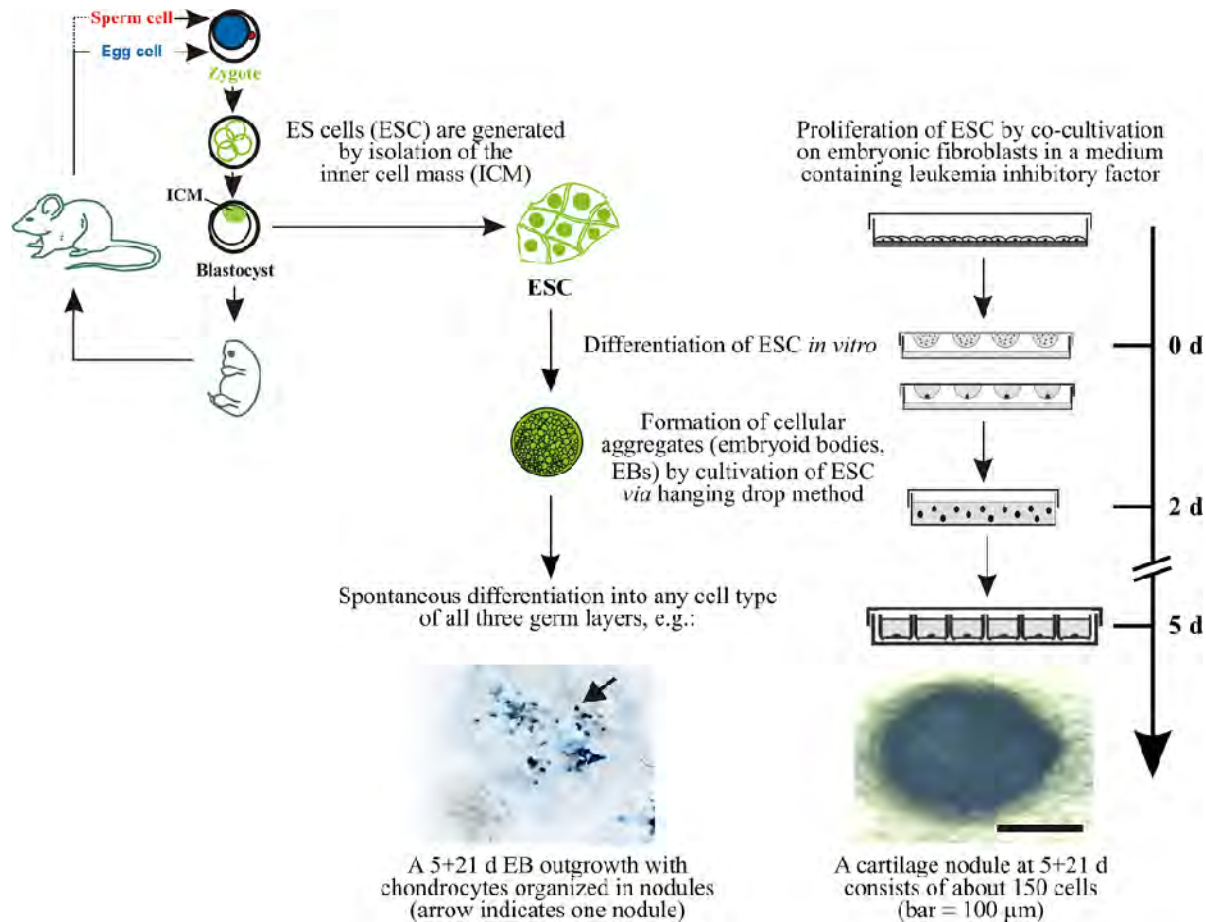 Sperm cell
Egg cell
Zygote
ICM
Blastocyst
ES cells (ESC) are generated
by isolation of the
inner cell mass (ICM)
ESC
Proliferation of ESC by co-cultivation
on embryonic fibroblasts in a medium
containing leukemia inhibitory factor
Differentiation of ESC in vitro
0 d
Formation of cellular
aggregates (embryoid bodies,
EBs) by cultivation of ESC
via hanging drop method
2 d
Spontaneous differentiation into any cell type
of all three germ layers, e.g.:
5 d
A 5+21 d EB outgrowth with
chondrocytes organized in nodules
(arrow indicates one nodule)
A cartilage nodule at 5+21 d
consists of about 150 cells
(bar = 100 µm)